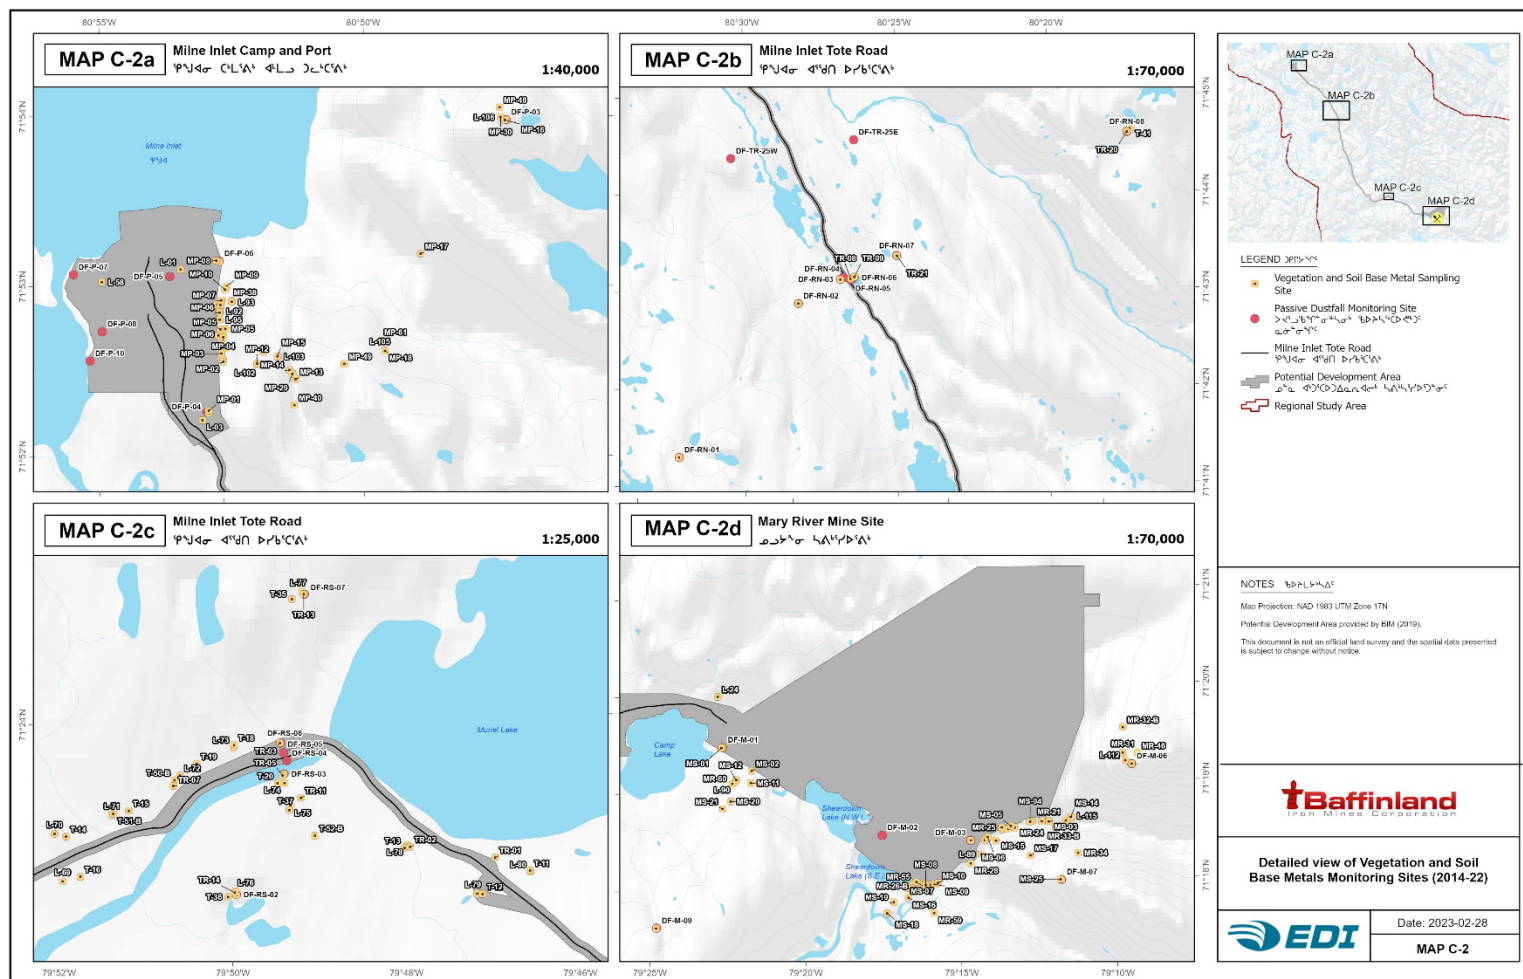 80°55'W
80°50'W
80°30'W
80°25'W
80°20'W
MAP C-2a
Milne Inlet Camp and Port
1:40,000
MAP C-2b
Milne Inlet Tote Road
1:70,000
71°54'N
71°53'N
71°52'N
Milne Inlet
MP-48
L-106
DF-P-03
MP-30
MP-16
MP-17
DF-P-07
L-58
L-01
DF-P-05
MP-08
DF-P-06
MP-10
MP-09
MP-38
MP-07
L-93
MP-06
L-02
L-05
MP-05
MP-04
MP-03
MP-02
DF-P-08
DF-P-10
MP-12
MP-15
L-103
MP-14
L-102
MP-13
MP-29
MP-40
MP-49
L-105
MP-61
MP-18
DF-P-04
MP-01
L-03
DF-TR-25W
DF-TR-25E
DF-RN-08
T-41
TR-20
DF-RN-07
TR-21
DF-RN-04
TR-08
TR-09
DF-RN-03
DF-RN-06
DF-RN-05
DF-RN-02
DF-RN-01
71°45'N
71°44'N
71°43'N
71°42'N
71°41'N
MAP C-2a
MAP C-2b
MAP C-2c
MAP C-2d
LEGEND
Vegetation and Soil Base Metal Sampling
Site
Passive Dustfall Monitoring Site
Milne Inlet Tote Road
Potential Development Area
Regional Study Area
MAP C-2c
Milne Inlet Tote Road
1:25,000
MAP C-2d
Mary River Mine Site
1:70,000
L-77
DF-RS-07
T-35
TR-13
71°24'N
Muriel Lake
L-73
T-18
DF-RS-06
DF-RS-05
TR-03
DF-RS-04
TR-05
DF-RS-03
T-19
L-72
T-50-B
TR-07
T-20
L-74
TR-11
T-37
L-75
T-52-B
L-71
T-15
T-51-B
L-70
T-14
L-69
T-16
T-13
TR-02
L-78
TR-01
L-80
T-11
L-79
T-12
TR-14
L-76
DF-RS-02
T-36
79°52'W
79°50'W
79°48'W
79°46'W
L-24
Camp
Lake
DF-M-01
MS-01
MS-12
MS-02
MR-60
MS-11
L-90
MS-21
MS-20
Sheardown
Lake (N.W.)
DF-M-02
Sheardown
Lake (S.E.)
DF-M-03
MS-05
MS-04
MS-14
MR-21
L-115
MR-25
MR-24
MS-03
MR-33-B
MS-15
MS-06
MS-17
L-89
MR-28
MR-34
MS-25
DF-M-07
MR-32-B
MR-31
MR-46
L-112
DF-M-06
MS-08
MR-55
MS-10
MR-26-B
MS-07
MS-09
MS-19
MS-16
MS-18
MR-59
DF-M-09
71°21'N
71°20'N
71°19'N
71°18'N
79°25'W
79°20'W
79°15'W
79°10'W
NOTES
Map Projection: NAD 1983 UTM Zone 17N
Potential Development Area provided by BIM (2019).
This document is not an official land survey and the spatial data presented
is subject to change without notice.
Baffinland
Iron Mines Corporation
Detailed view of Vegetation and Soil
Base Metals Monitoring Sites (2014-22)
EDI
Date: 2023-02-28
MAP C-2